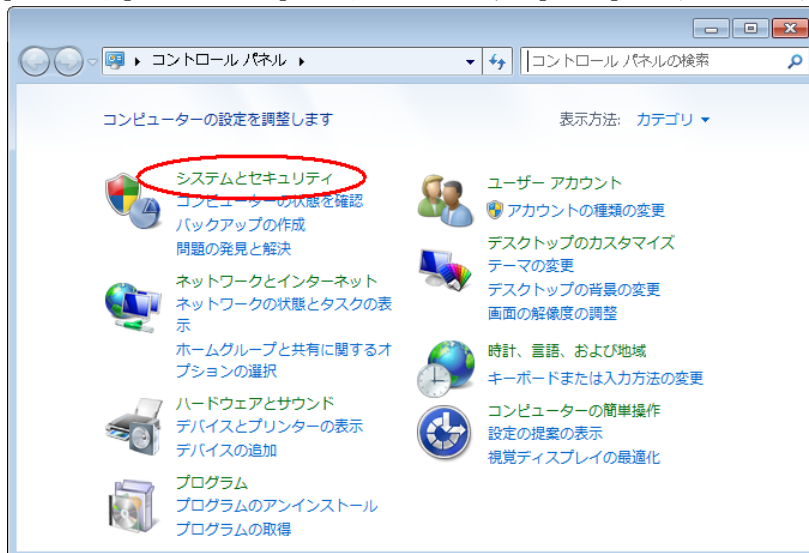 コントロール パネル
コントロール パネルの検索
コンピューターの設定を調整します
表示方法: カテゴリ
システムとセキュリティ
コンピューターの状態を確認
バックアップの作成
問題の発見と解決
ネットワークとインターネット
ネットワークの状態とタスクの表
示
ホームグループと共有に関するオ
プションの選択
ハードウェアとサウンド
デバイスとプリンターの表示
デバイスの追加
プログラム
プログラムのアンインストール
プログラムの取得
ユーザー アカウント
アカウントの種類の変更
デスクトップのカスタマイズ
テーマの変更
デスクトップの背景の変更
画面の解像度の調整
時計、言語、および地域
キーボードまたは入力方法の変更
コンピューターの簡単操作
設定の提案の表示
視覚ディスプレイの最適化